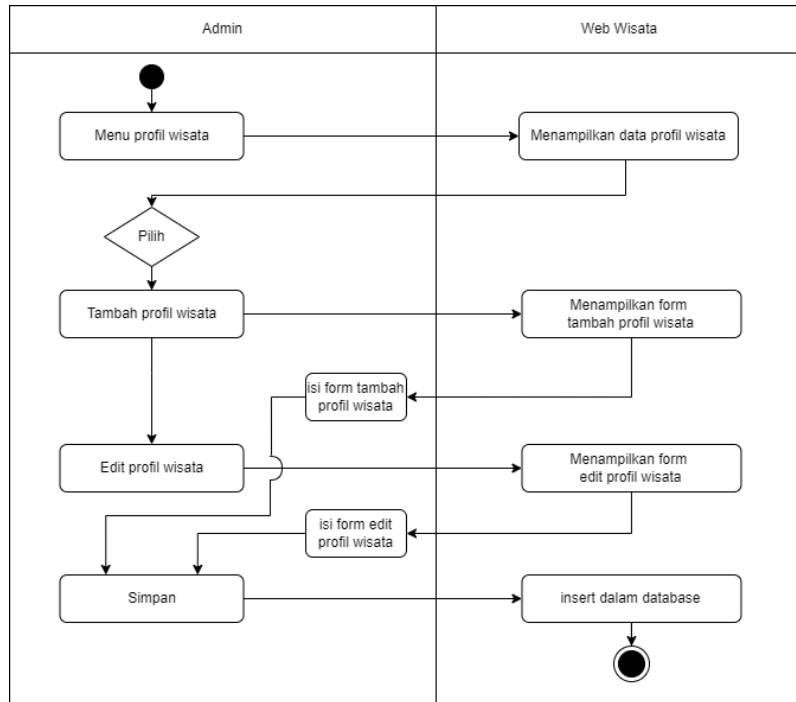 Admin
Web Wisata
Menu profil wisata
Menampilkan data profil wisata
Pilih
Tambah profil wisata
Menampilkan form
tambah profil wisata
isi form tambah
profil wisata
Edit profil wisata
Menampilkan form
edit profil wisata
isi form edit
profil wisata
Simpan
insert dalam database